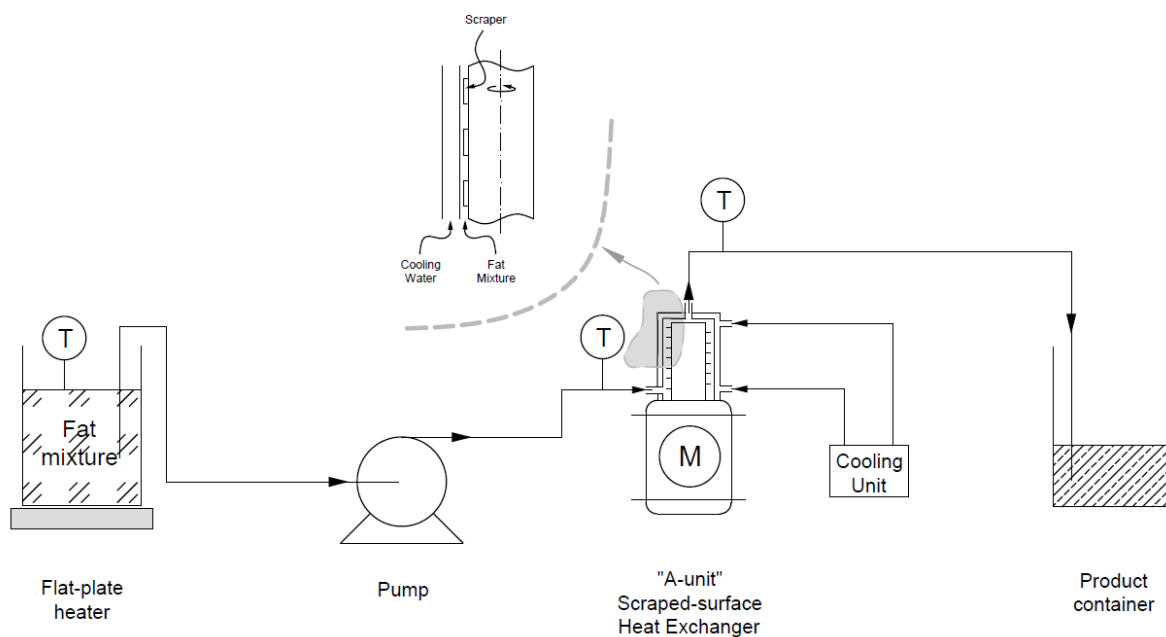 Scraper
Cooling
Water
Fat
Mixture
T
T
T
Fat
mixture
M
Cooling
Unit
Flat-plate
heater
Pump
"A-unit"
Scraped-surface
Heat Exchanger
Product
container